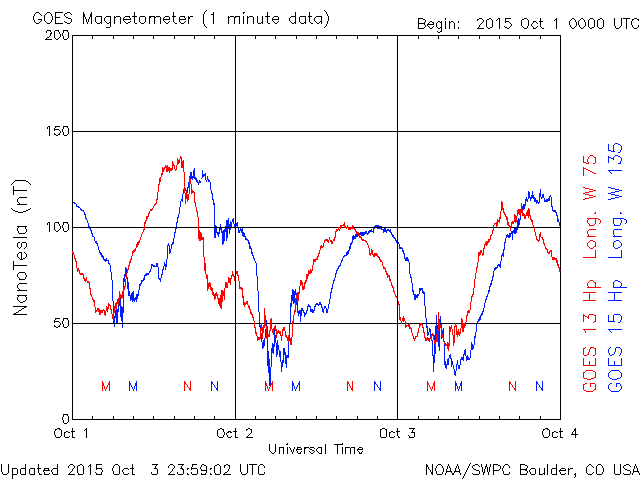 GOES Magnetometer (1 minute data)
Begin: 2015 Oct 1 0000 UTC
200
150
100
50
0
NanoTesla (nT)
M M N N M M N N M M N N
Oct 1 Oct 2 Oct 3 Oct 4
Universal Time
GOES 13 Hp Long. W 75
GOES 15 Hp Long. W 135
Updated 2015 Oct 3 23:59:02 UTC
NOAA/SWPC Boulder, CO USA